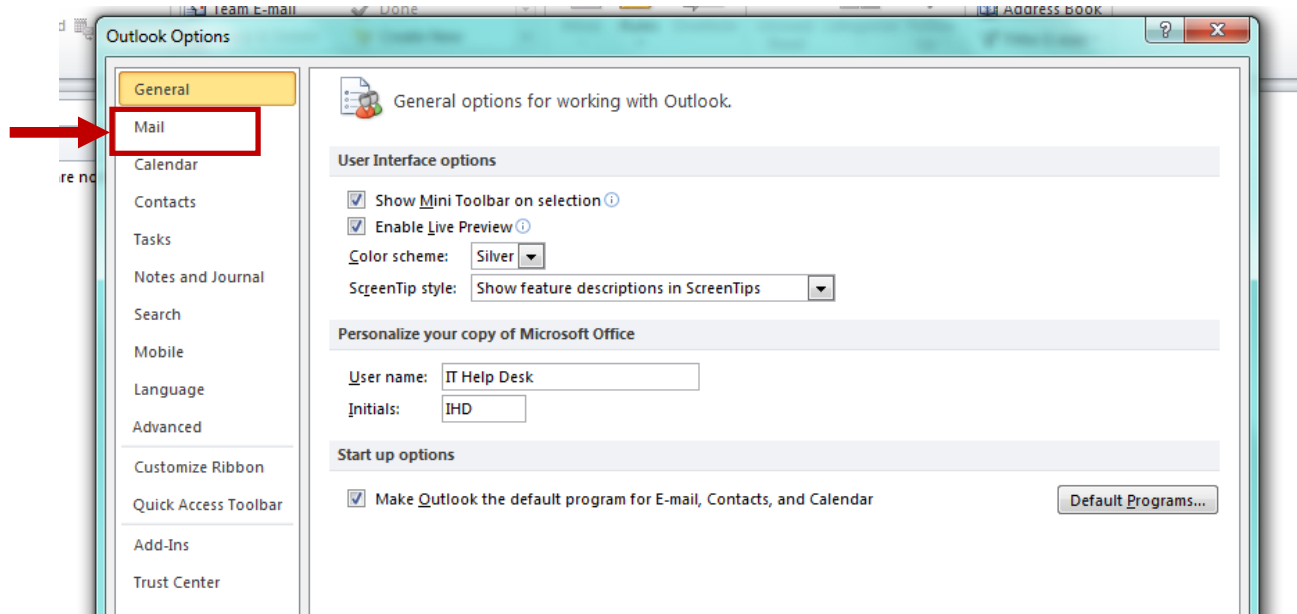 Team E-mail
Done
Address Book
Outlook Options
General
Mail
Calendar
Contacts
Tasks
Notes and Journal
Search
Mobile
Language
Advanced
Customize Ribbon
Quick Access Toolbar
Add-Ins
Trust Center
General options for working with Outlook.
User Interface options
Show Mini Toolbar on selection
Enable Live Preview
Color scheme: Silver
ScreenTip style: Show feature descriptions in ScreenTips
Personalize your copy of Microsoft Office
User name: IT Help Desk
Initials: IHD
Start up options
Make Outlook the default program for E-mail, Contacts, and Calendar
Default Programs...